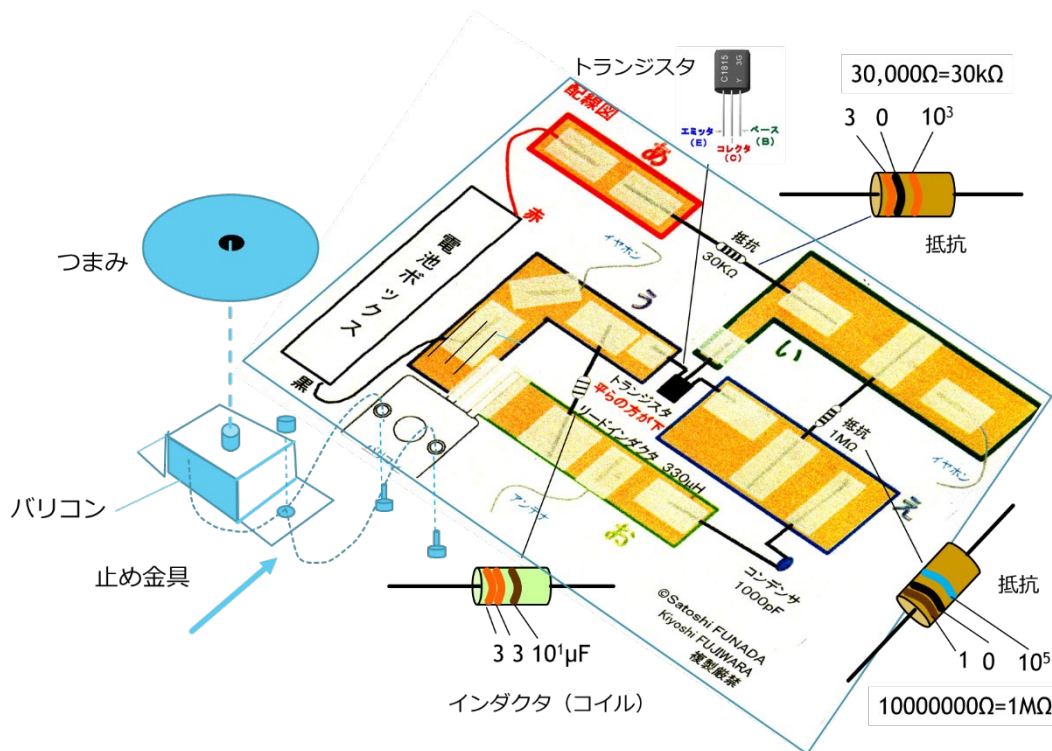 トランジスタ
C1815
Y 3G
エミッタ
(E)
コレクタ
(C)
ベース
(B)
30,000Ω=30kΩ
3 0 10³
抵抗
配線図
あ
赤
イヤホン
抵抗
30KΩ
電池ボックス
う
い
つまみ
黒
トランジスタ
平らの方が下
リードインダクタ 330μH
抵抗
1MΩ
イヤホン
バリコン
バリコン
アンテナ
お
え
止め金具
コンデンサ
1000pF
©Satoshi FUNADA
Kiyoshi FUJIWARA
複製厳禁
3 3 10¹µF
インダクタ（コイル）
抵抗
1 0 10⁵
10000000Ω=1MΩ